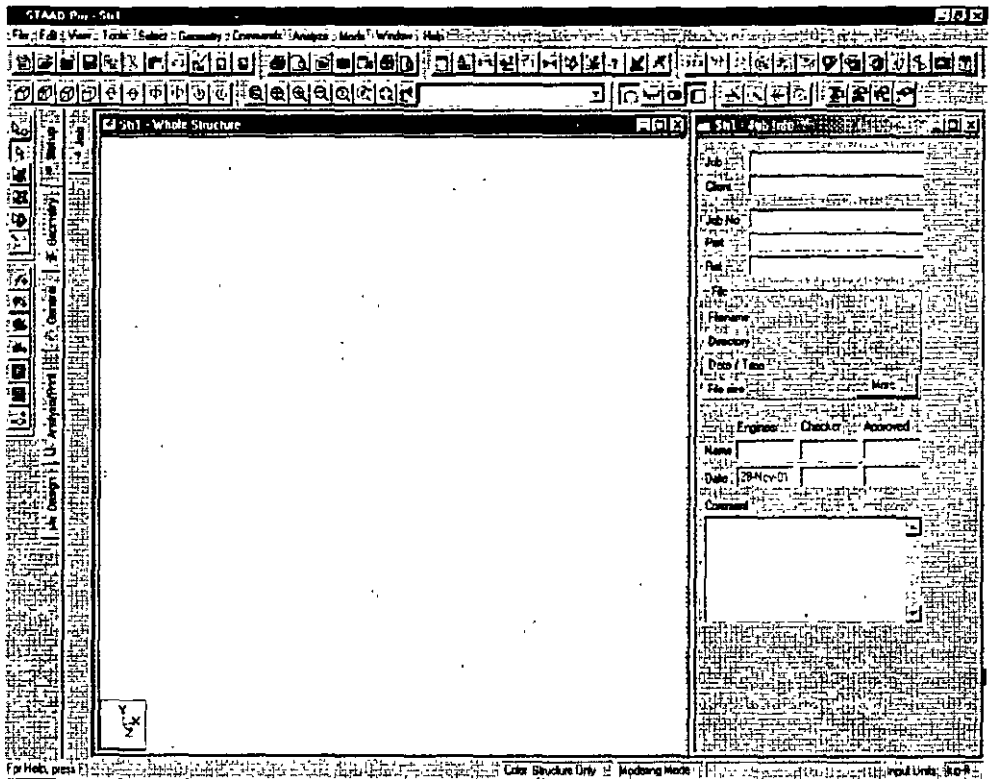 STAAD Pro - Str1
File Edit View Tools Select Geometry Commands Analyze Mode Window Help
Str1 - Whole Structure
Str1 - Job Info
Setup
Geometry
General
Analysis/Print
Design
Job
Job
Client
Job No
Part
Ref
File
Filename
Directory
Date / Time
File size
More
Engineer Checker Approved
Name
Date 28-Nov-01
Comment
Y
X
Z
For Help, press F1
Color Structure Only
Modeling Mode
Input Units: kip-ft